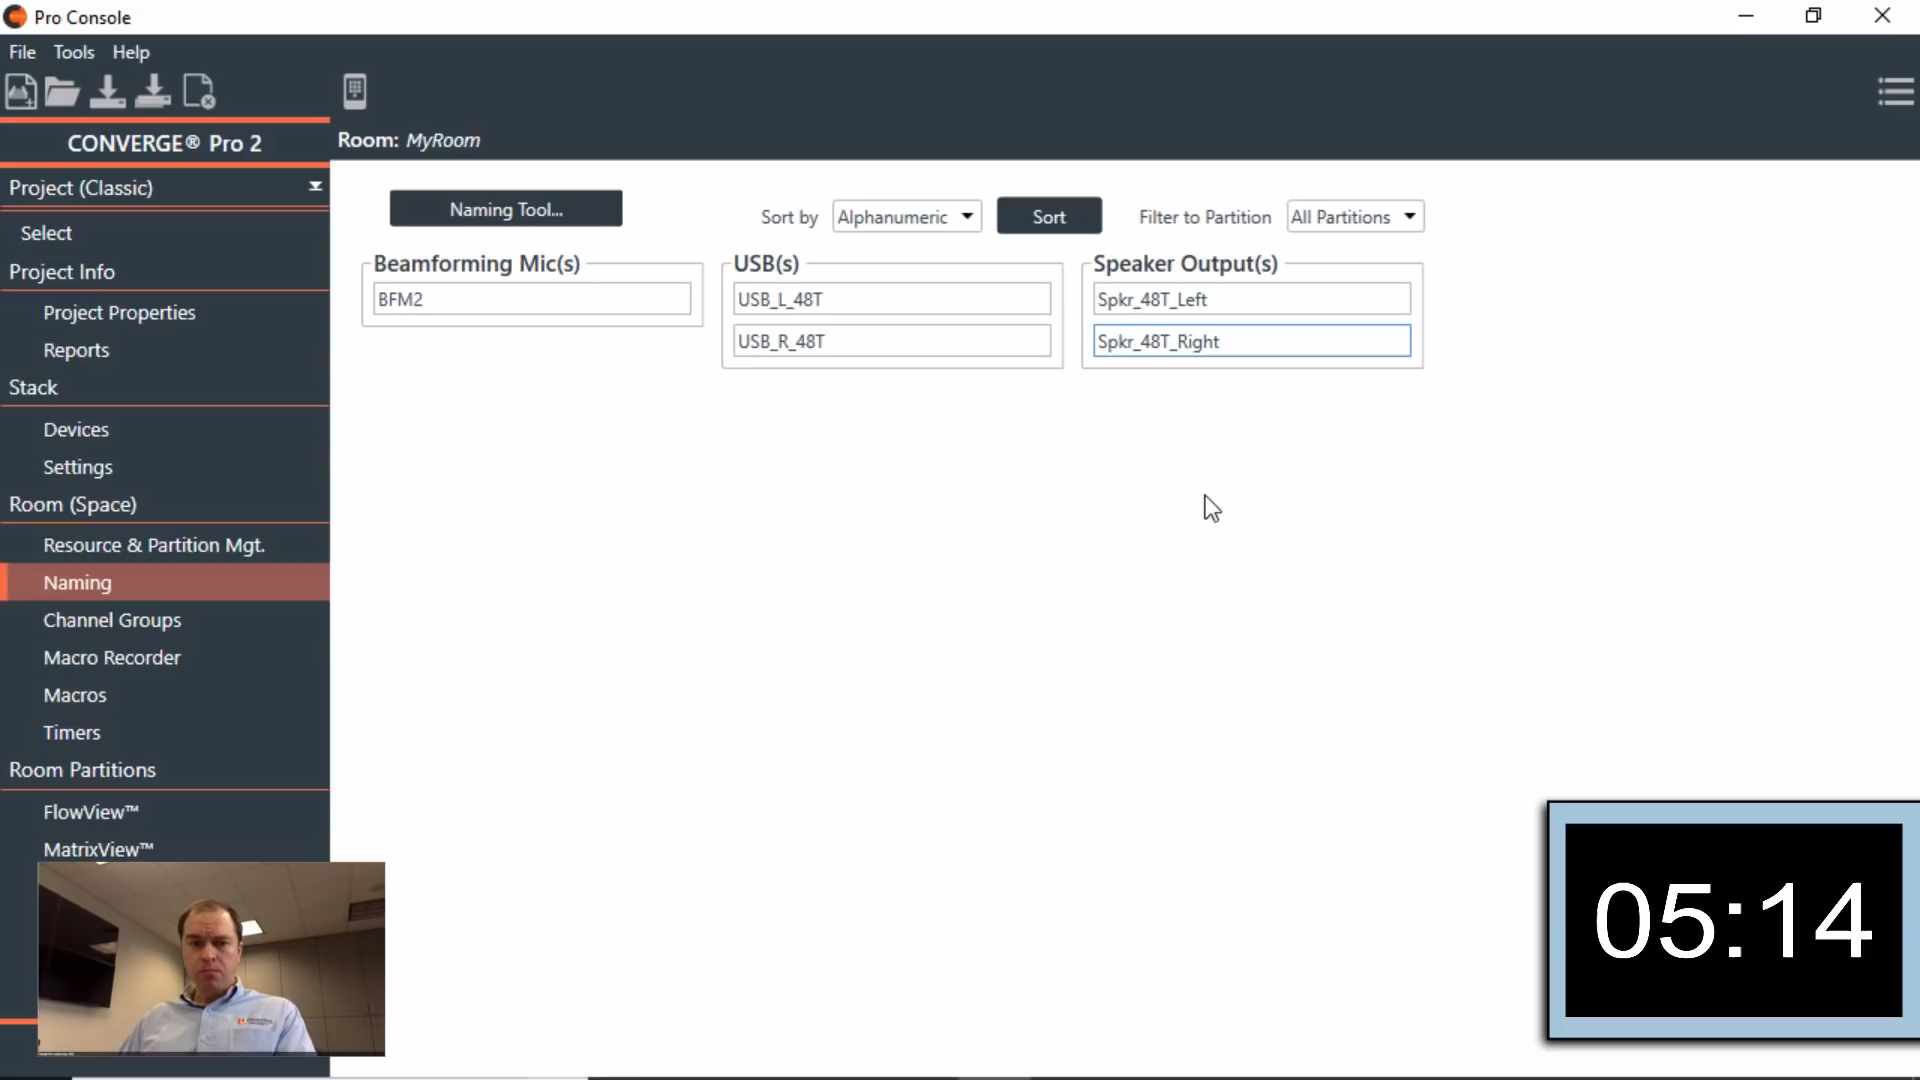 Pro Console
File Tools Help
CONVERGE® Pro 2
Room: MyRoom
Project (Classic)
Select
Project Info
Project Properties
Reports
Stack
Devices
Settings
Room (Space)
Resource & Partition Mgt.
Naming
Channel Groups
Macro Recorder
Macros
Timers
Room Partitions
FlowView™
MatrixView™
Naming Tool...
Sort by Alphanumeric Sort Filter to Partition All Partitions
Beamforming Mic(s)
BFM2
USB(s)
USB_L_48T
USB_R_48T
Speaker Output(s)
Spkr_48T_Left
Spkr_48T_Right
05:14